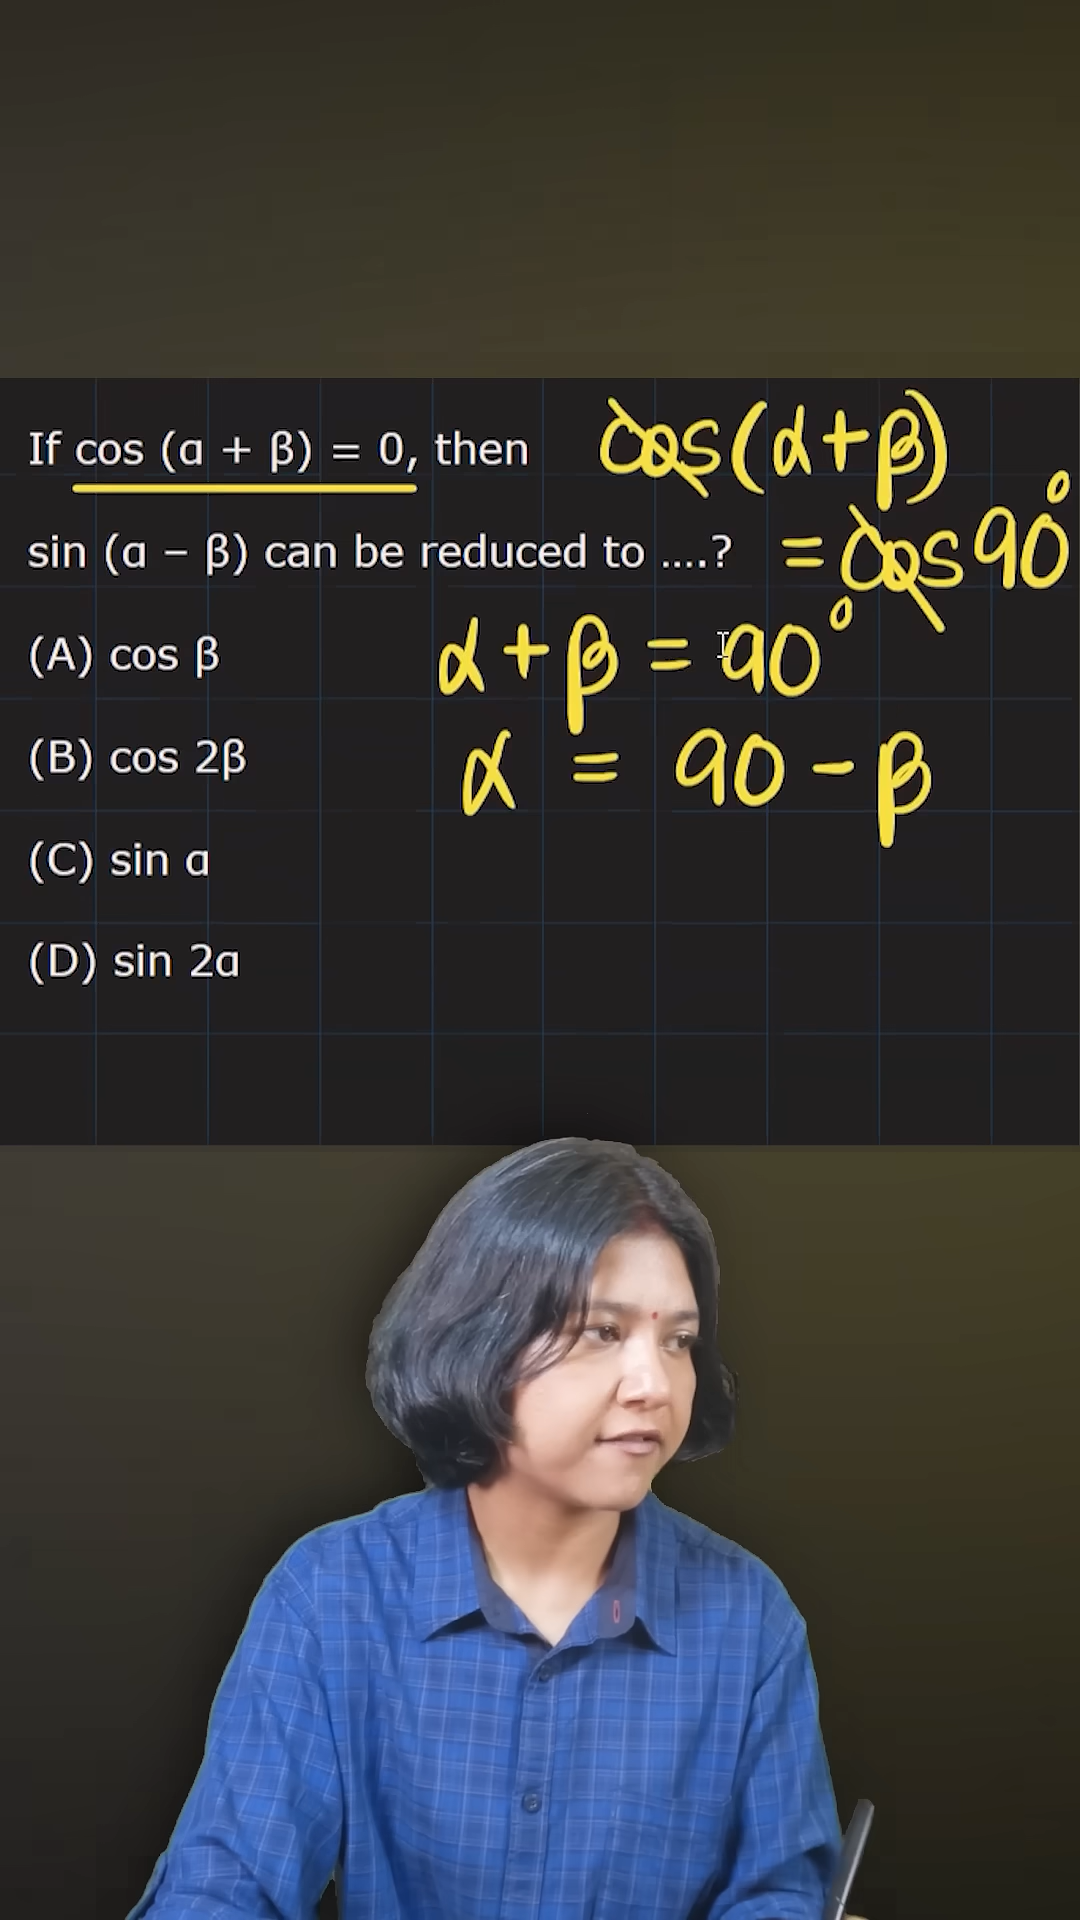 If cos (α + β) = 0, then
cos(α+β)
sin (α – β) can be reduced to ....?
= cos 90°
(A) cos β
α + β = 90°
(B) cos 2β
α = 90 - β
(C) sin α
(D) sin 2α